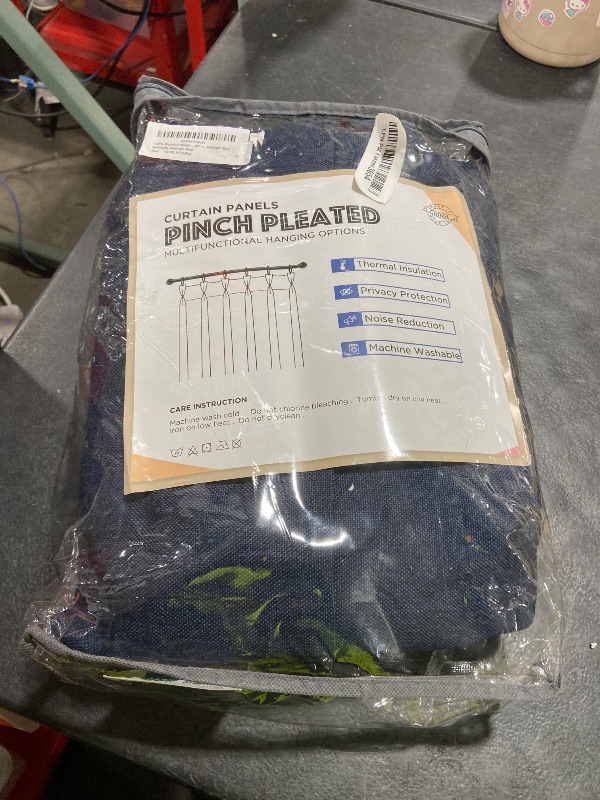 CURTAIN PANELS
PINCH PLEATED
MULTIFUNCTIONAL HANGING OPTIONS
Thermal Insulation
Privacy Protection
Noise Reduction
Machine Washable
CARE INSTRUCTION
Machine wash cold . Do not chlorine bleaching . Tumble dry on low heat
Iron on low heat . Do not dryclean .